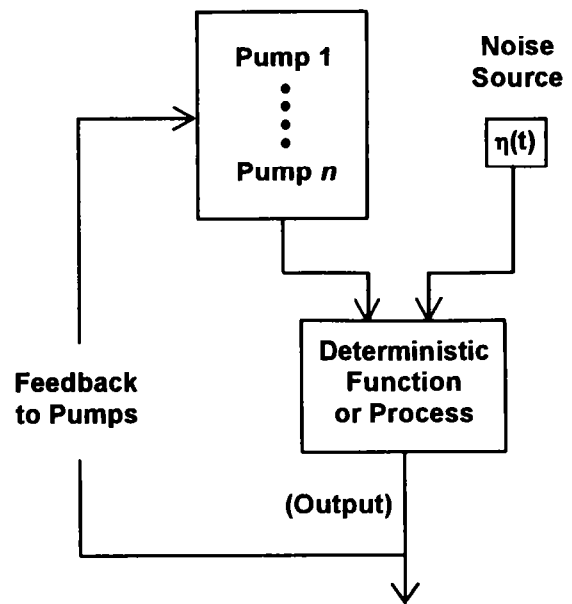 Pump 1
Pump n
Noise
Source
η(t)
Deterministic
Function
or Process
Feedback
to Pumps
(Output)